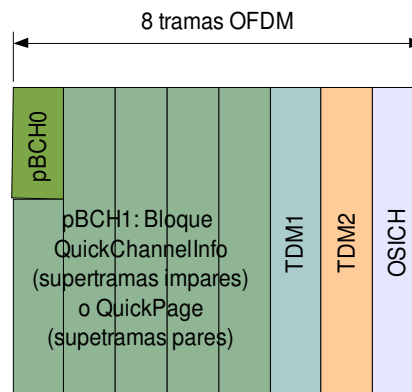 8 tramas OFDM
pBCH0
pBCH1: Bloque
QuickChannelInfo
(supertramas impares)
o QuickPage
(supetramas pares)
TDM1
TDM2
OSICH